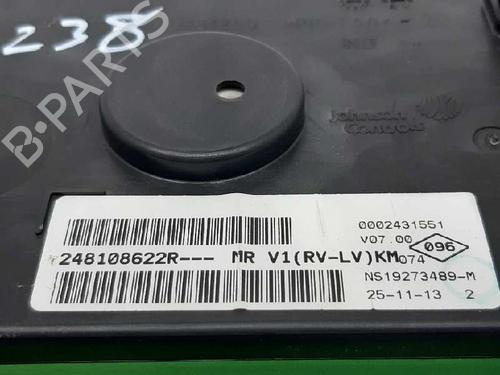 238
Johnson
Controls
0002431551
V07.00
096
248108622R--- MR V1(RV-LV)KM
074
NS19273489-M
25-11-13 2